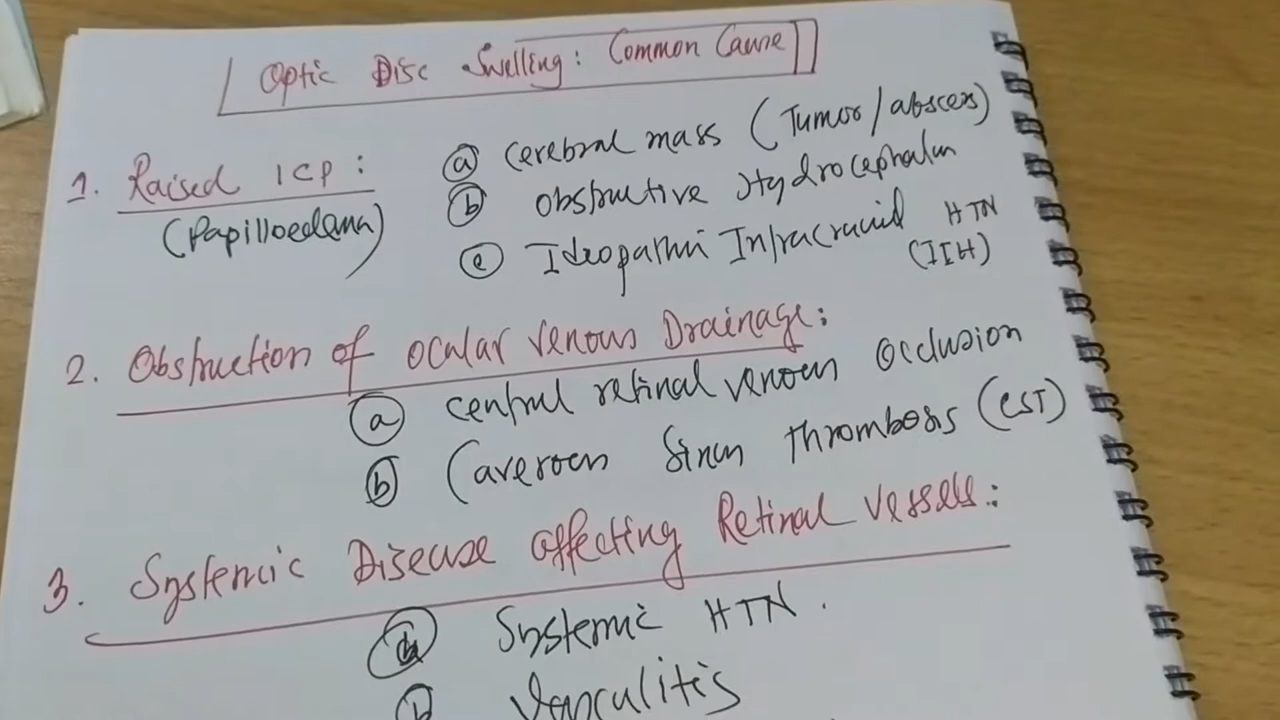 Optic Disc Swelling: Common Cause
1. Raised ICP:
(Papilloedema)
a Cerebral mass (Tumor/abscess)
b obstructive Hydrocephalus
c Ideopathic Intracranial HTN
(IIH)
2. Obstruction of ocular venous Drainage:
a central retinal venous occlusion
b Caverous Sinus thrombosis (CST)
3. Systemic Disease affecting Retinal vessels:
a Systemic HTN.
b Vasculitis